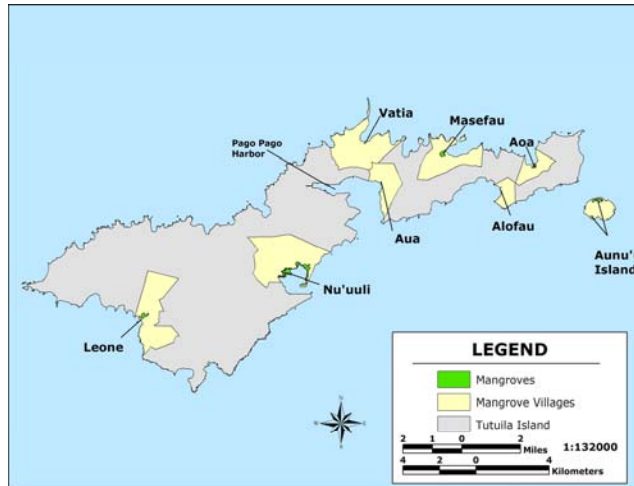 Vatia
Masefau
Pago Pago
Harbor
Aoa
Alofau
Aua
Aunu'
Island
Nu'uuli
Leone
LEGEND
Mangroves
Mangrove Villages
Tutuila Island
2 1 0 2
Miles
1:132000
4 2 0 4
Kilometers